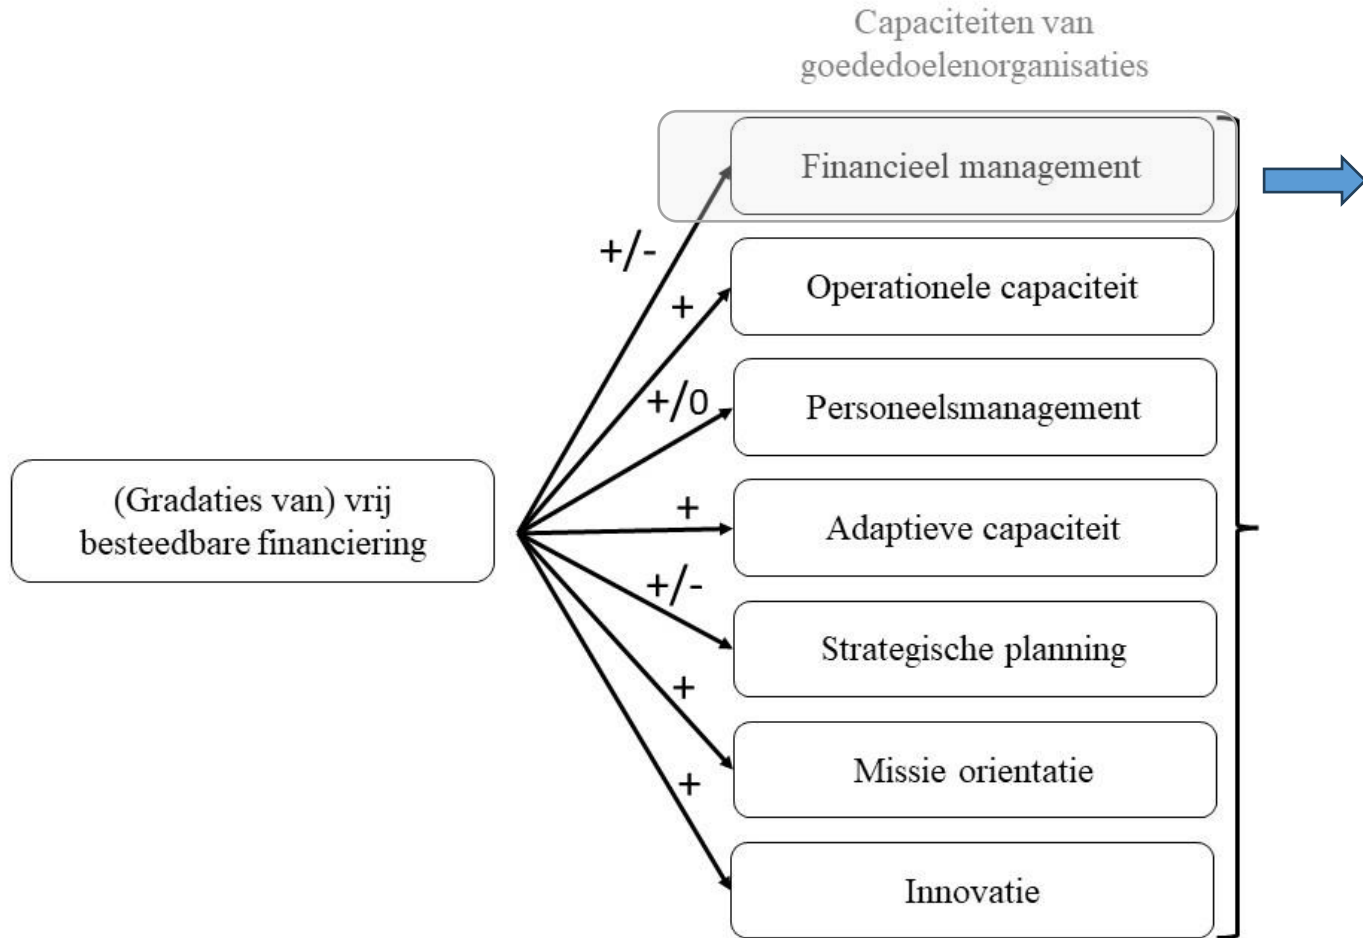 Capaciteiten van
goededoelenorganisaties
Financieel management
+/-
Operationele capaciteit
+
Personeelsmanagement
+/0
(Gradaties van) vrij
besteedbare financiering
Adaptieve capaciteit
+
Strategische planning
+/-
Missie orientatie
+
Innovatie
+